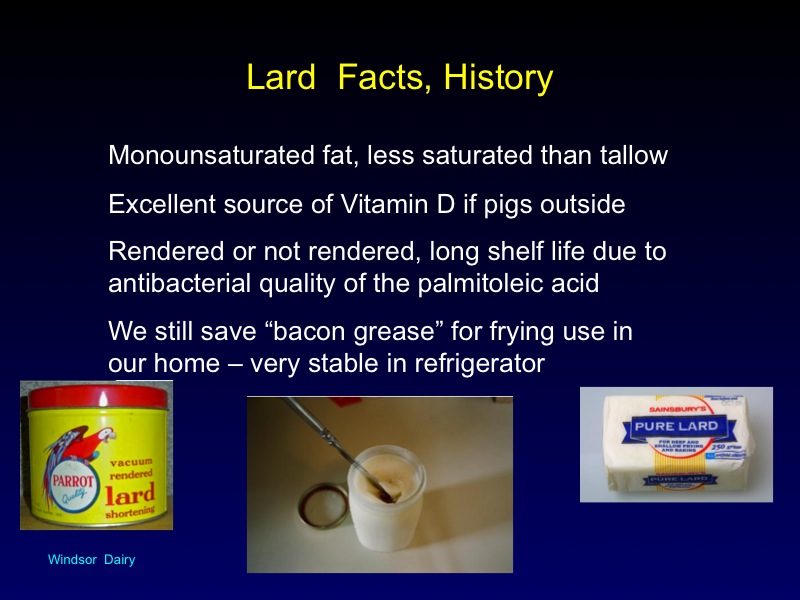 Lard Facts, History
Monounsaturated fat, less saturated than tallow
Excellent source of Vitamin D if pigs outside
Rendered or not rendered, long shelf life due to
antibacterial quality of the palmitoleic acid
We still save “bacon grease” for frying use in
our home – very stable in refrigerator
PARROT
Quality
vacuum
rendered
lard
shortening
SAINSBURY'S
PURE LARD
FOR DEEP AND
SHALLOW FRYING
AND BAKING
250 g
PURE LARD
Windsor Dairy